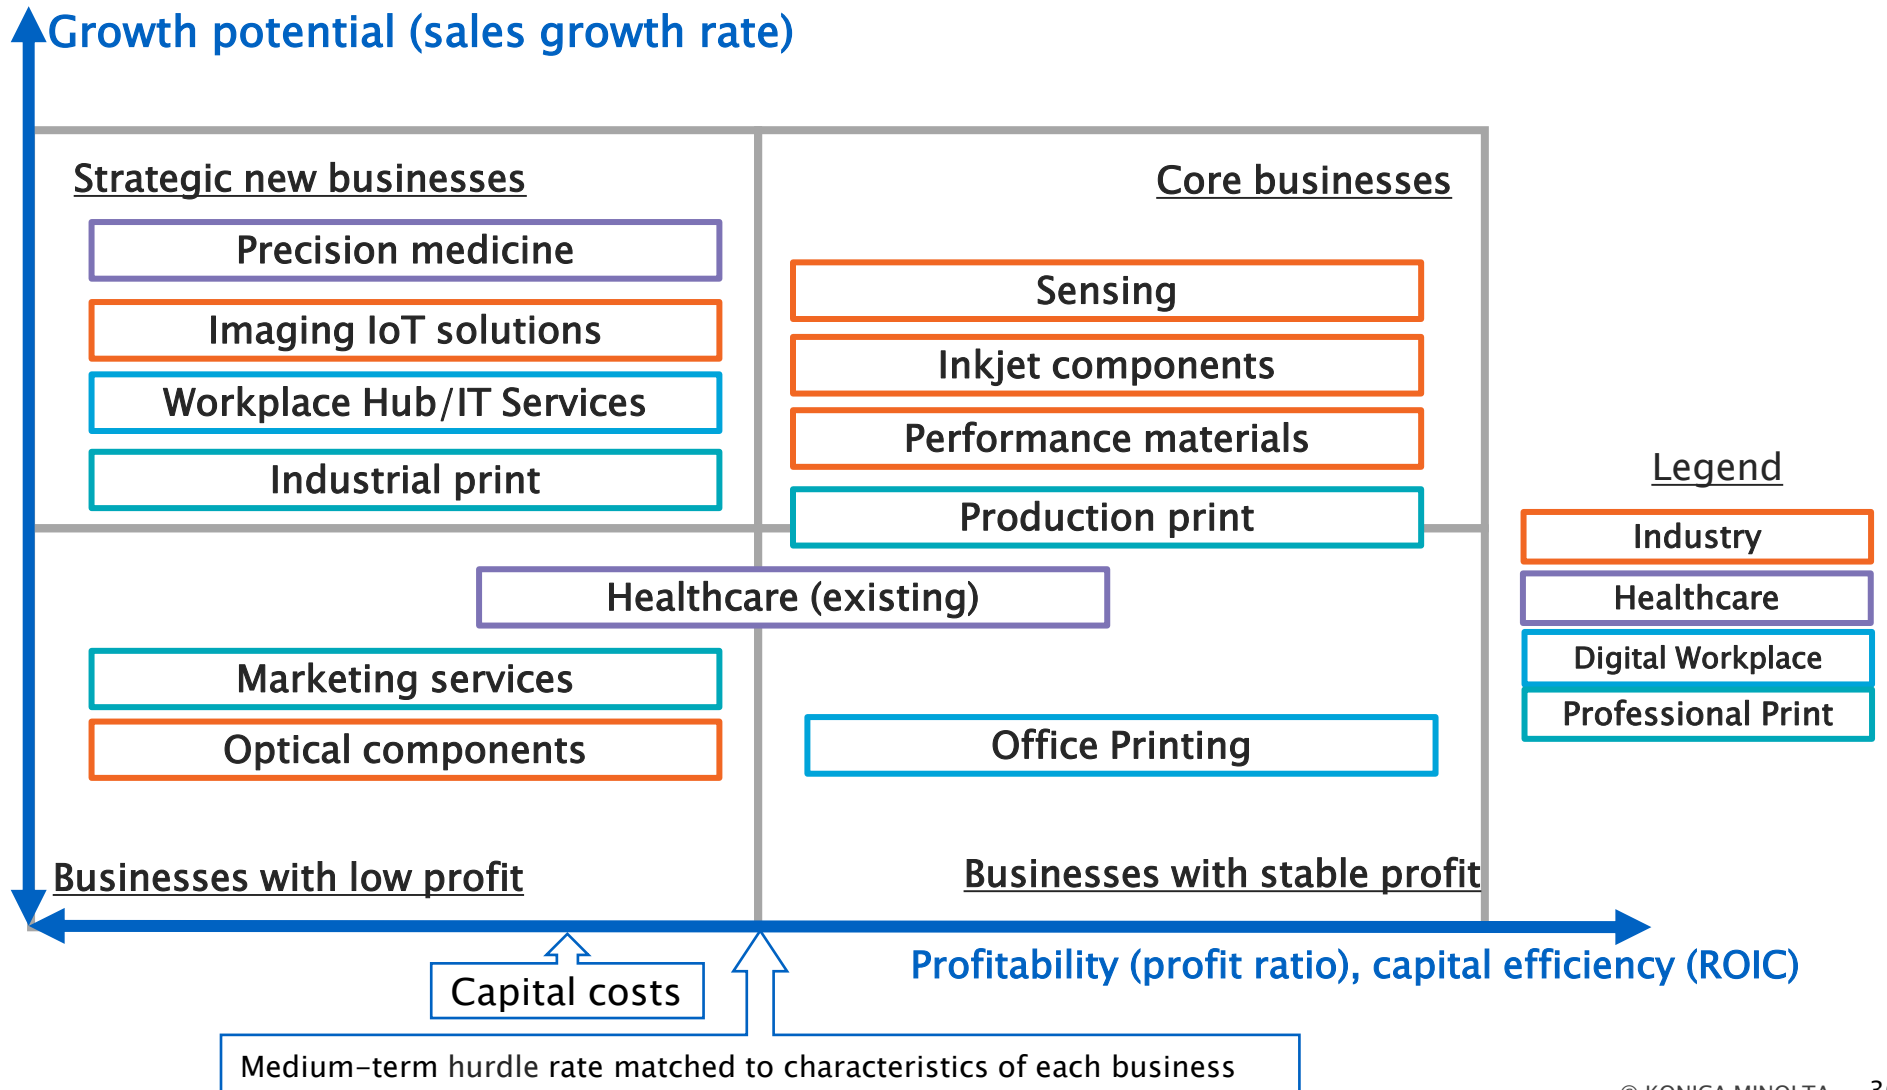 Growth potential (sales growth rate)
Strategic new businesses
Core businesses
Precision medicine
Sensing
Imaging IoT solutions
Inkjet components
Workplace Hub/IT Services
Performance materials
Industrial print
Production print
Legend
Industry
Healthcare
Digital Workplace
Professional Print
Healthcare (existing)
Marketing services
Optical components
Office Printing
Businesses with low profit
Businesses with stable profit
Profitability (profit ratio), capital efficiency (ROIC)
Capital costs
Medium-term hurdle rate matched to characteristics of each business
© KONICA MINOLTA